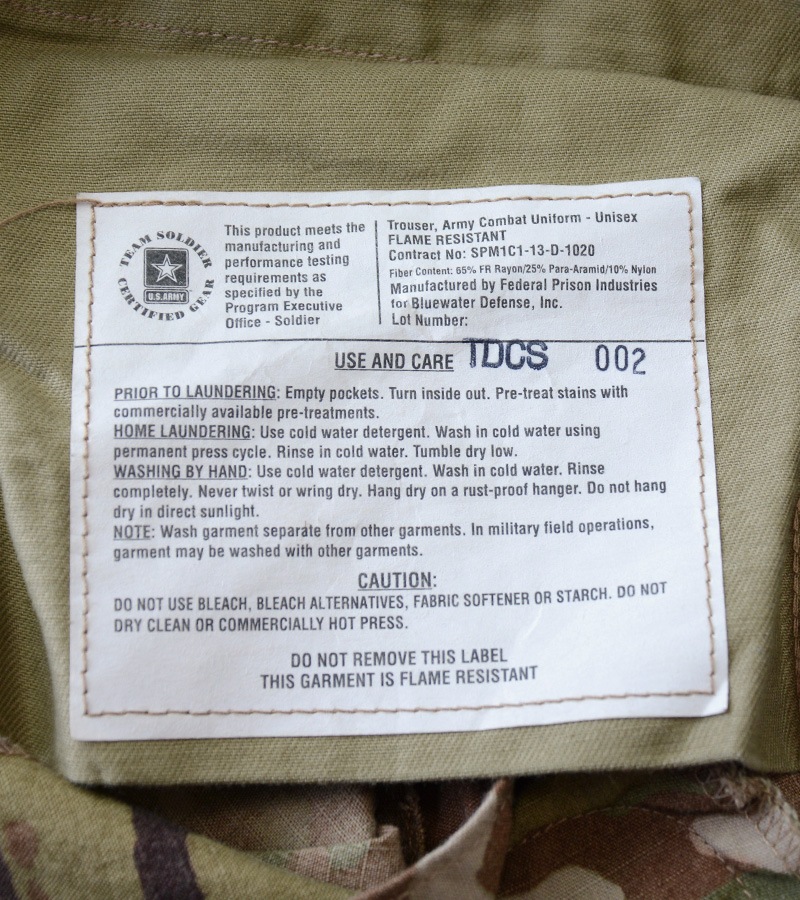 TEAM SOLDIER
U.S.ARMY
CERTIFIED GEAR
This product meets the
manufacturing and
performance testing
requirements as
specified by the
Program Executive
Office - Soldier
Trouser, Army Combat Uniform - Unisex
FLAME RESISTANT
Contract No: SPM1C1-13-D-1020
Fiber Content: 65% FR Rayon/25% Para-Aramid/10% Nylon
Manufactured by Federal Prison Industries
for Bluewater Defense, Inc.
Lot Number:
USE AND CARE TDCS 002
PRIOR TO LAUNDERING: Empty pockets. Turn inside out. Pre-treat stains with
commercially available pre-treatments.
HOME LAUNDERING: Use cold water detergent. Wash in cold water using
permanent press cycle. Rinse in cold water. Tumble dry low.
WASHING BY HAND: Use cold water detergent. Wash in cold water. Rinse
completely. Never twist or wring dry. Hang dry on a rust-proof hanger. Do not hang
dry in direct sunlight.
NOTE: Wash garment separate from other garments. In military field operations,
garment may be washed with other garments.
CAUTION:
DO NOT USE BLEACH, BLEACH ALTERNATIVES, FABRIC SOFTENER OR STARCH. DO NOT
DRY CLEAN OR COMMERCIALLY HOT PRESS.
DO NOT REMOVE THIS LABEL
THIS GARMENT IS FLAME RESISTANT